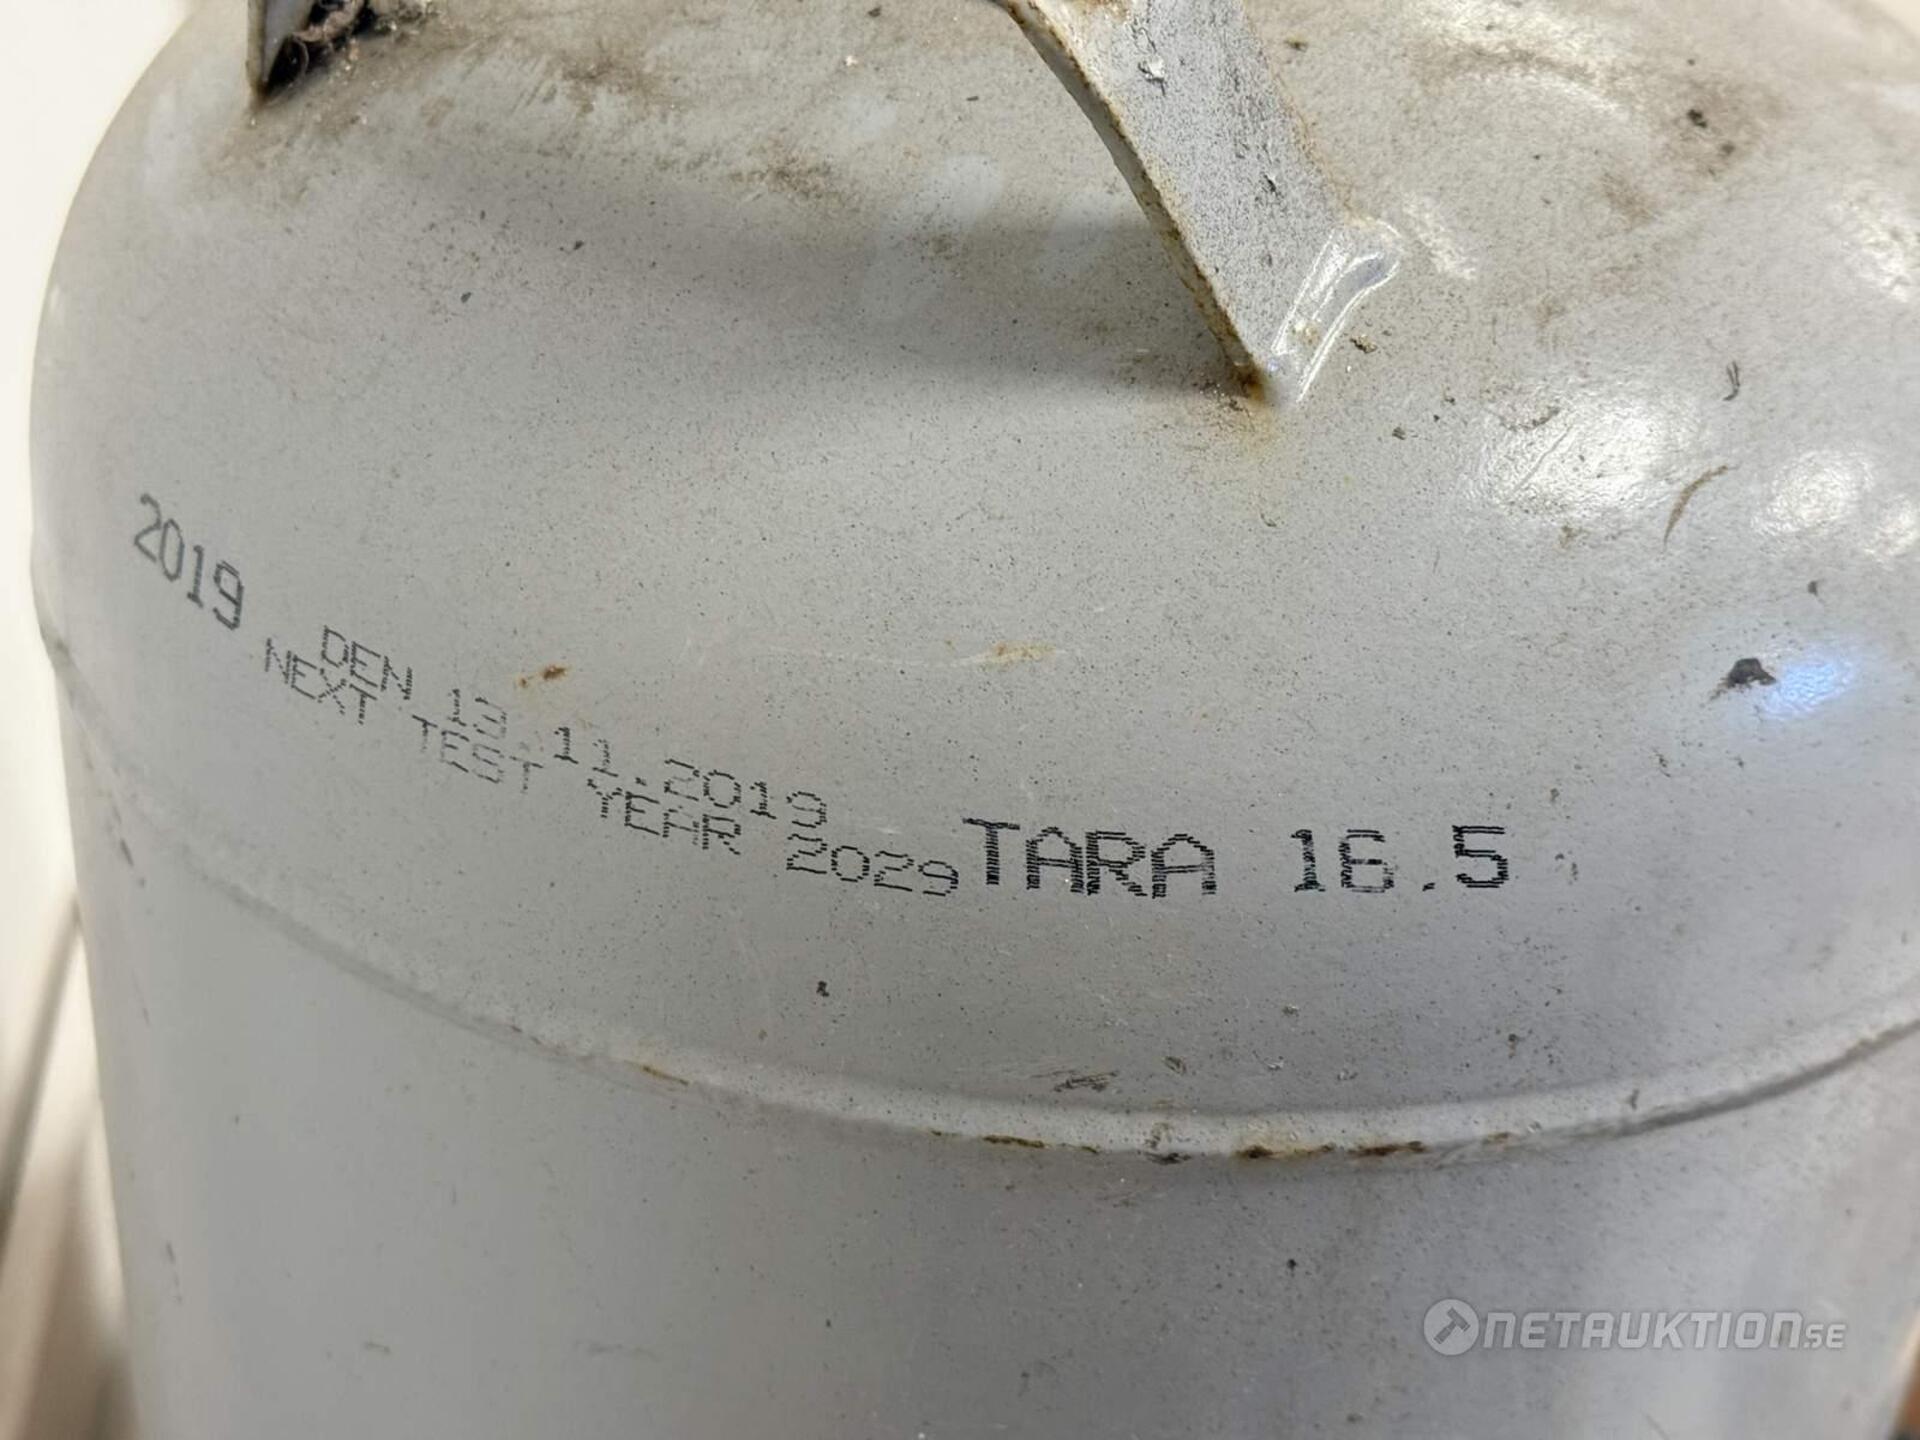 2019
DEN 13.11.2019
NEXT TEST YEAR 2029
TARA 16.5
NETAUKTION.SE